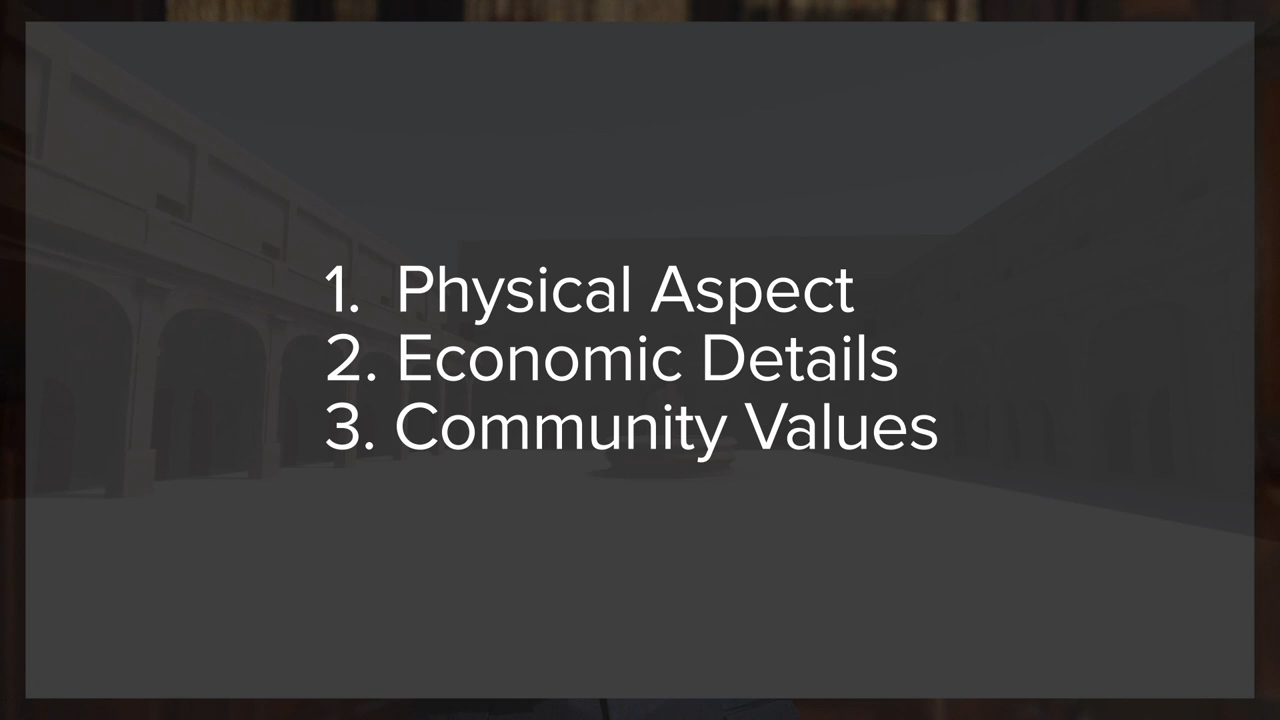 1. Physical Aspect
2. Economic Details
3. Community Values